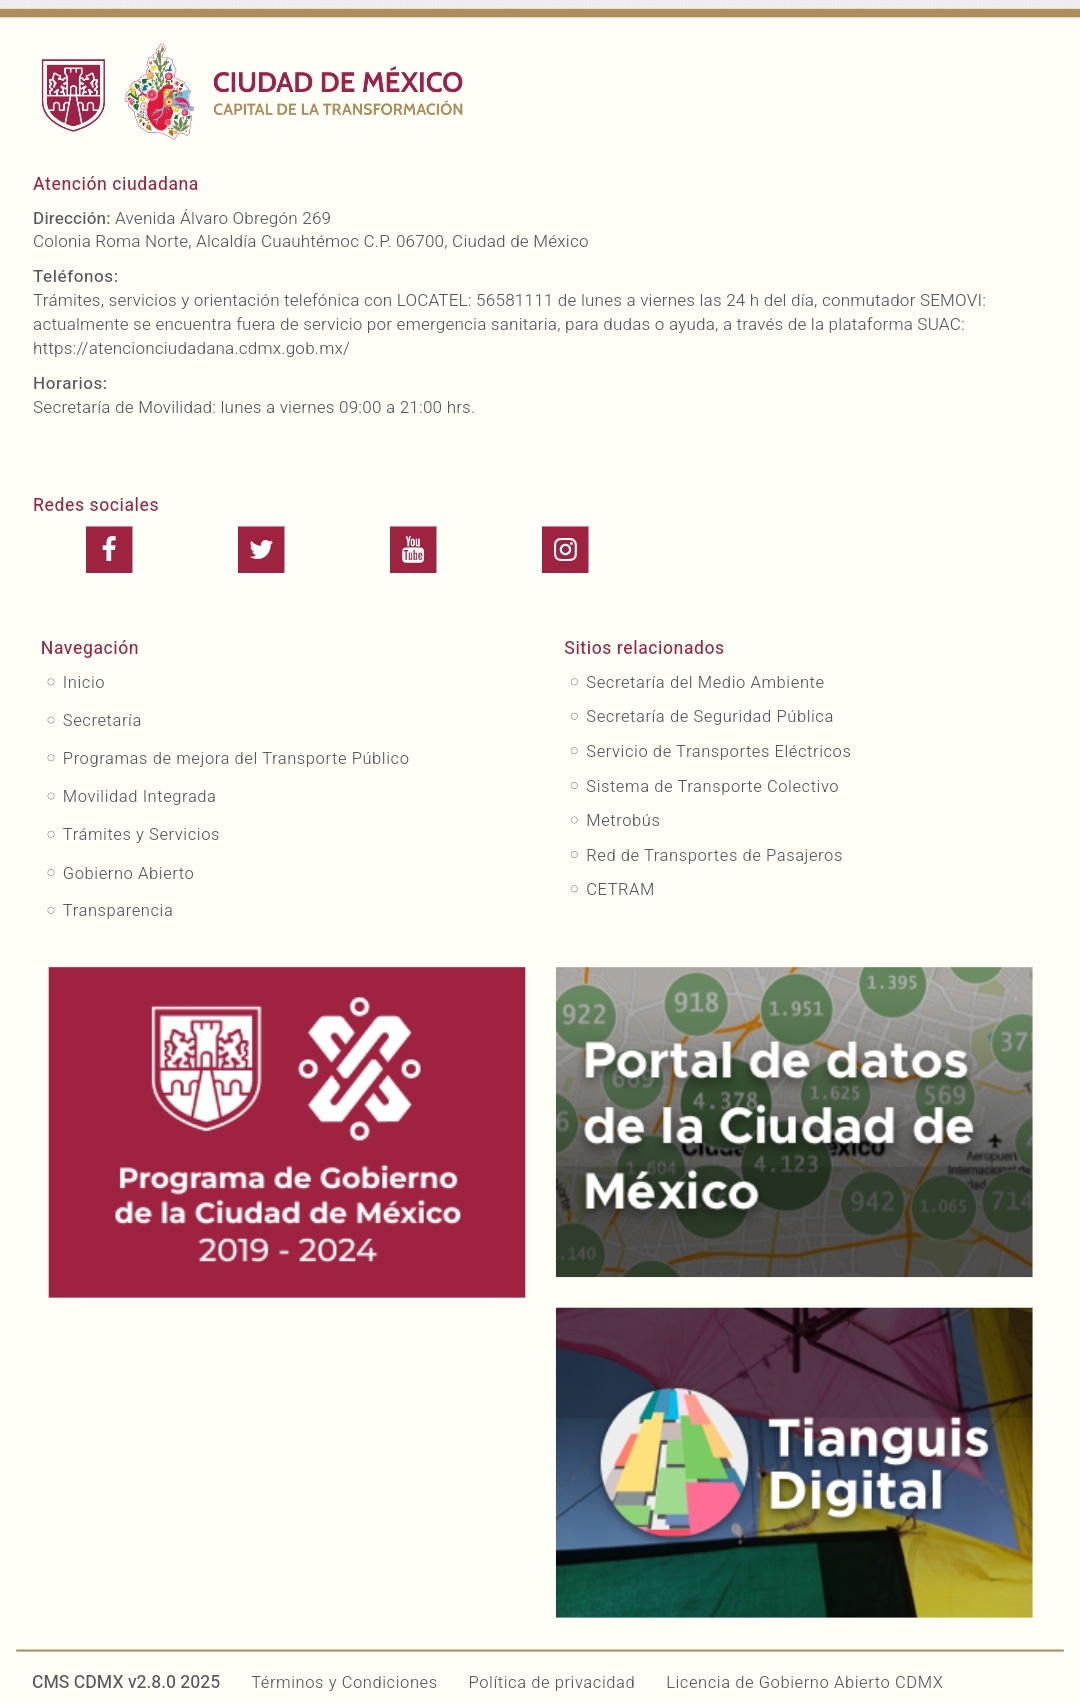 CIUDAD DE MÉXICO
CAPITAL DE LA TRANSFORMACIÓN
Atención ciudadana
Dirección: Avenida Álvaro Obregón 269
Colonia Roma Norte, Alcaldía Cuauhtémoc C.P. 06700, Ciudad de México
Teléfonos:
Trámites, servicios y orientación telefónica con LOCATEL: 56581111 de lunes a viernes las 24 h del día, conmutador SEMOVI:
actualmente se encuentra fuera de servicio por emergencia sanitaria, para dudas o ayuda, a través de la plataforma SUAC:
https://atencionciudadana.cdmx.gob.mx/
Horarios:
Secretaría de Movilidad: lunes a viernes 09:00 a 21:00 hrs.
Redes sociales
You
Tube
Navegación
Inicio
Secretaría
Programas de mejora del Transporte Público
Movilidad Integrada
Trámites y Servicios
Gobierno Abierto
Transparencia
Sitios relacionados
Secretaría del Medio Ambiente
Secretaría de Seguridad Pública
Servicio de Transportes Eléctricos
Sistema de Transporte Colectivo
Metrobús
Red de Transportes de Pasajeros
CETRAM
Programa de Gobierno
de la Ciudad de México
2019 - 2024
1.395
922
918
1.951
37
Portal de datos
669
4.378
1.625
569
de la Ciudad de
Aeropuert
Internacional de
1.604
4.123
México
942
1.065
714
.140
Tianguis
Digital
CMS CDMX v2.8.0 2025
Términos y Condiciones
Política de privacidad
Licencia de Gobierno Abierto CDMX